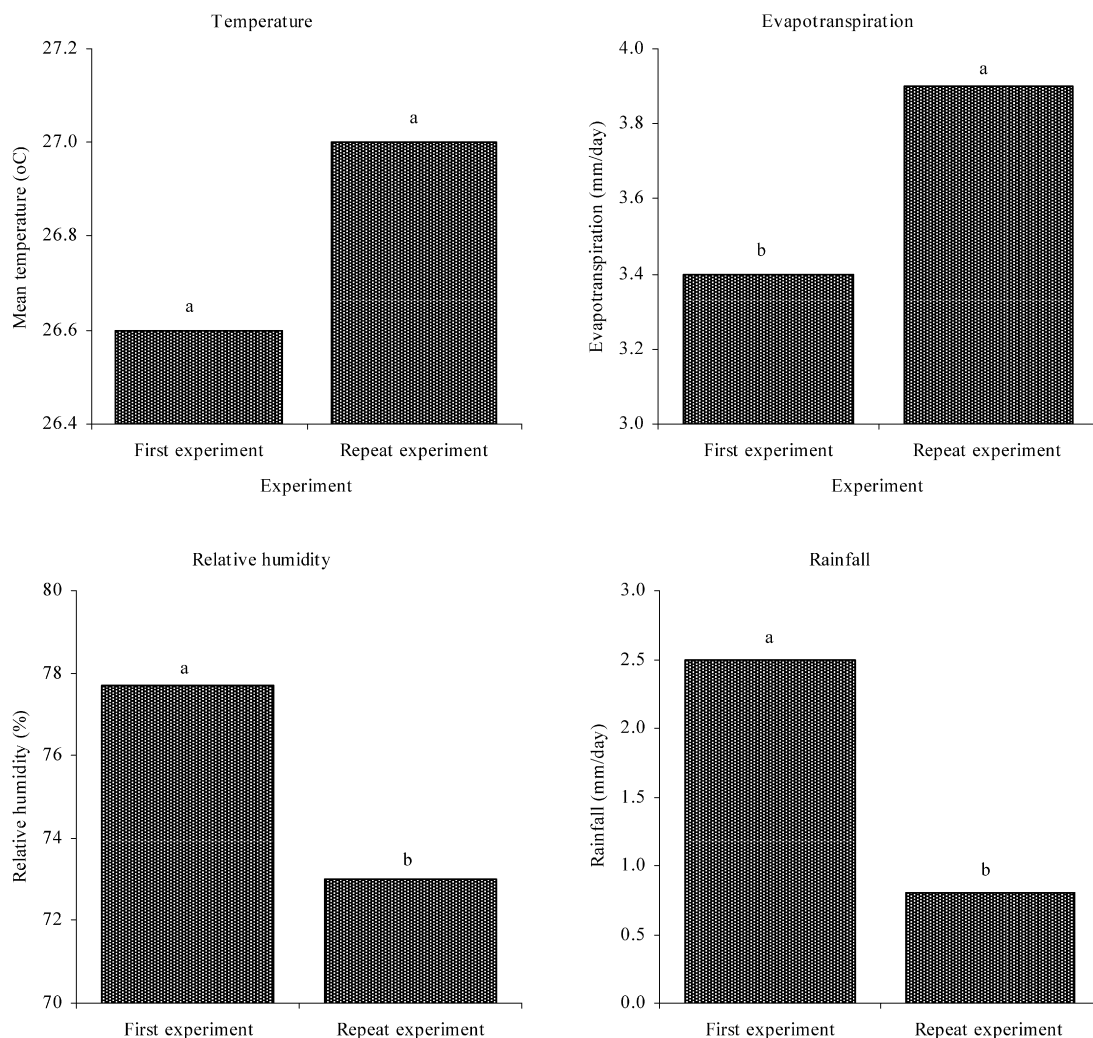 Temperature
27.2
27.0
26.8
26.6
26.4
Mean temperature (oC)
a
a
First experiment
Repeat experiment
Experiment
Evapotranspiration
4.0
3.8
3.6
3.4
3.2
3.0
Evapotranspiration (mm/day)
b
a
First experiment
Repeat experiment
Experiment
Relative humidity
80
78
76
74
72
70
Relative humidity (%)
a
b
First experiment
Repeat experiment
Rainfall
3.0
2.5
2.0
1.5
1.0
0.5
0.0
Rainfall (mm/day)
a
b
First experiment
Repeat experiment